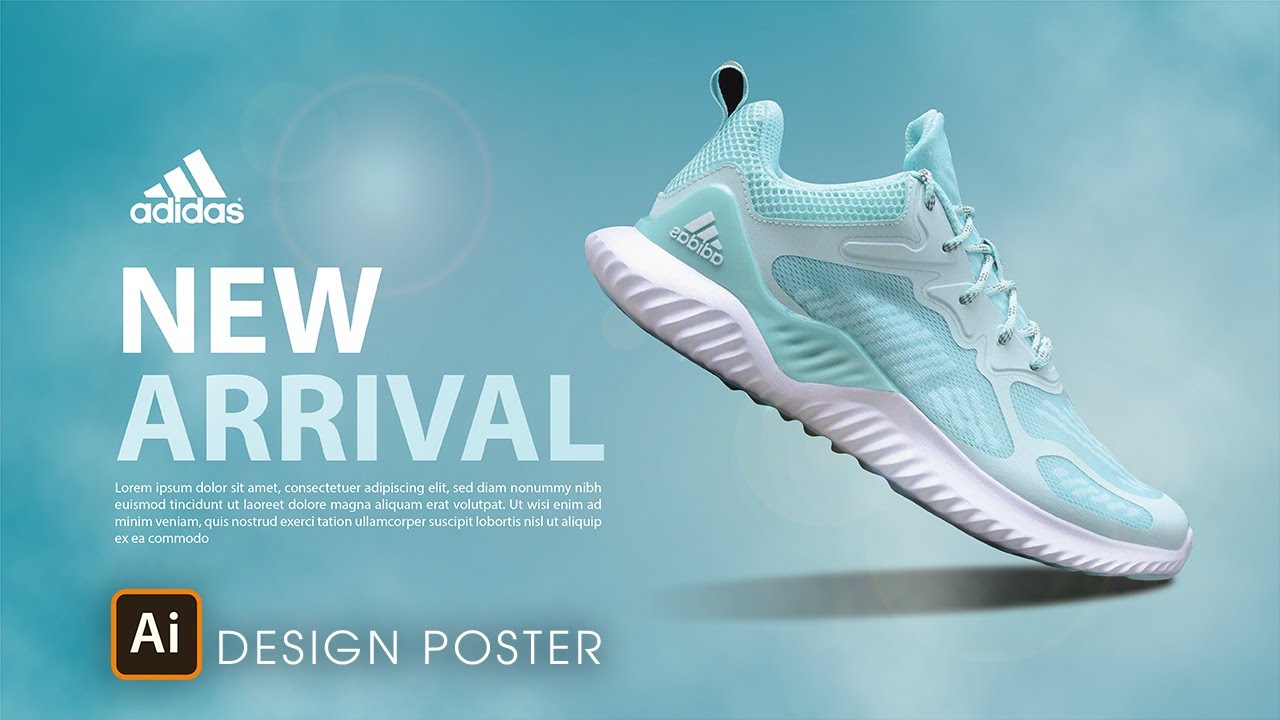 adidas
NEW
ARRIVAL
Lorem ipsum dolor sit amet, consectetuer adipiscing elit, sed diam nonummy nibh
euismod tincidunt ut laoreet dolore magna aliquam erat volutpat. Ut wisi enim ad
minim veniam, quis nostrud exerci tation ullamcorper suscipit lobortis nisl ut aliquip
ex ea commodo
adidas
Ai DESIGN POSTER